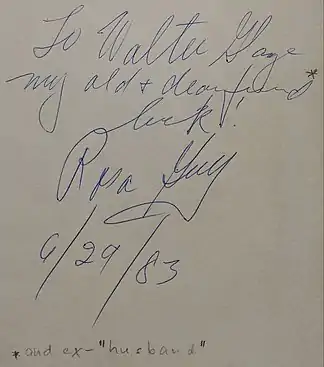 To Walter Gage
my old & dear friend*
luck!
Rosa Guy
6/29/83
*and ex-"husband"